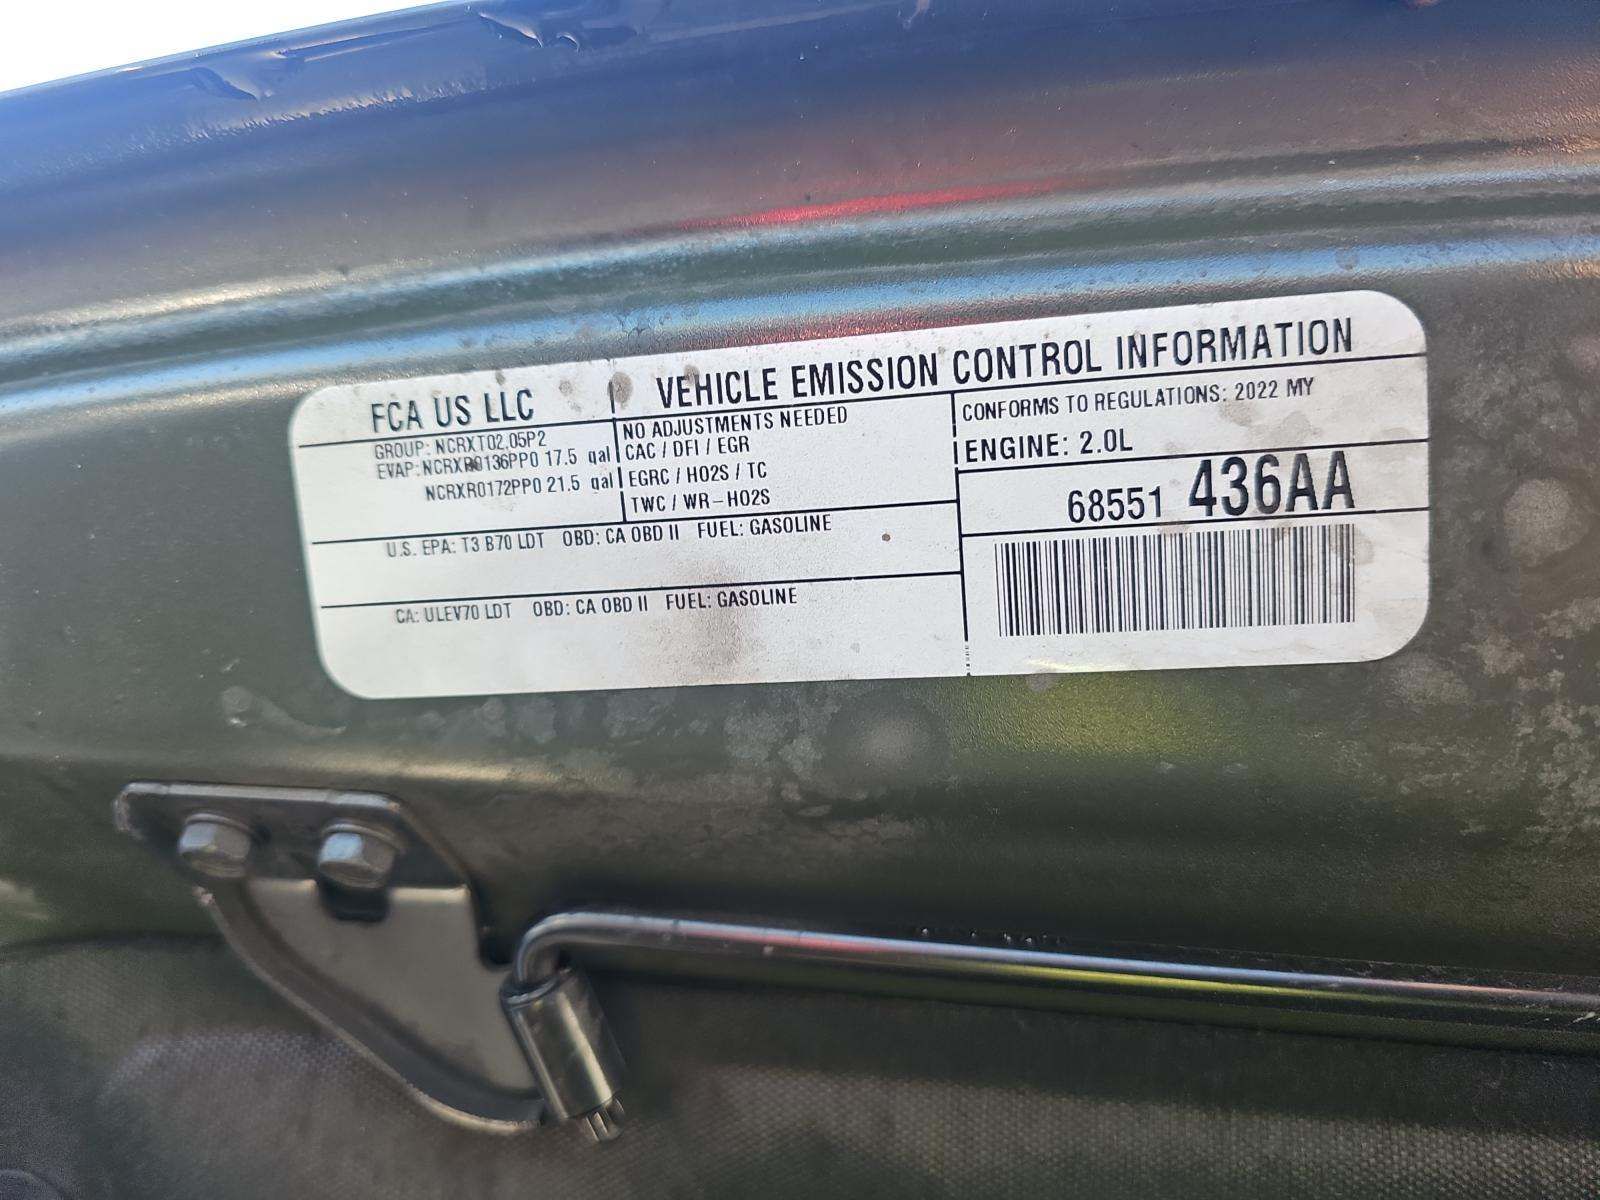 FCA US LLC
VEHICLE EMISSION CONTROL INFORMATION
GROUP: NCRXT02.05P2
EVAP: NCRXR0136PP0 17.5 gal
NCRXR0172PP0 21.5 gal
NO ADJUSTMENTS NEEDED
CAC / DFI / EGR
EGRC / HO2S / TC
TWC / WR-HO2S
CONFORMS TO REGULATIONS: 2022 MY
ENGINE: 2.0L
68551 436AA
U.S. EPA: T3 B70 LDT OBD: CA OBD II FUEL: GASOLINE
CA: ULEV70 LDT OBD: CA OBD II FUEL: GASOLINE